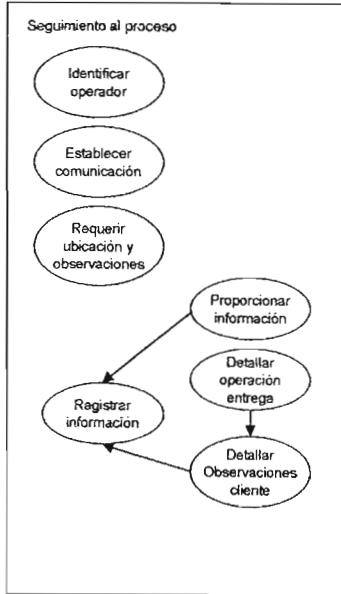 Seguimiento al proceso
Identificar
operador
Establecer
comunicación
Requerir
ubicación y
observaciones
Proporcionar
información
Detallar
operación
entrega
Registrar
información
Detallar
Observaciones
cliente